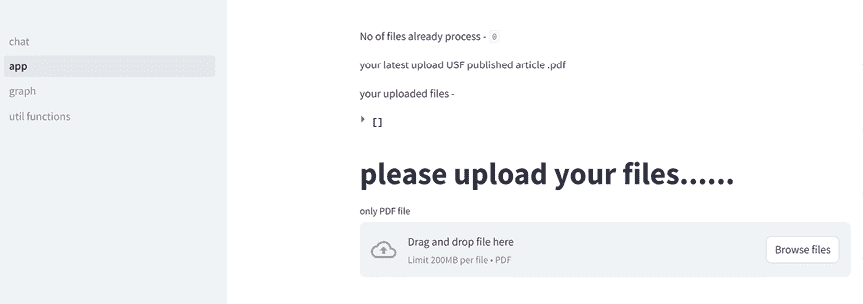 chat
app
graph
util functions
No of files already process - 0
your latest upload USF published article .pdf
your uploaded files -
[]
please upload your files......
only PDF file
Drag and drop file here
Limit 200MB per file • PDF
Browse files